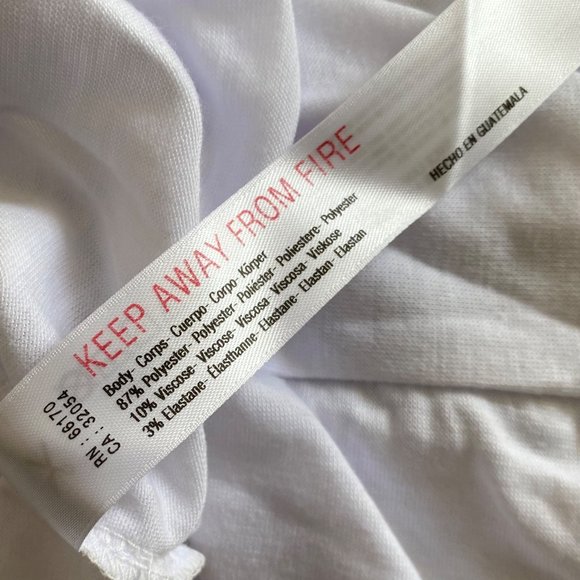 KEEP AWAY FROM FIRE
Body- Corps- Cuerpo- Corpo- Körper
87% Polyester- Polyester- Poliéster- Poliestere- Polyester
10% Viscose- Viscose- Viscosa- Viscosa- Viskose
3% Elastane- Élasthanne- Elastane- Elastan- Elastan
RN : 66170
CA : 32054
HECHO EN GUATEMALA